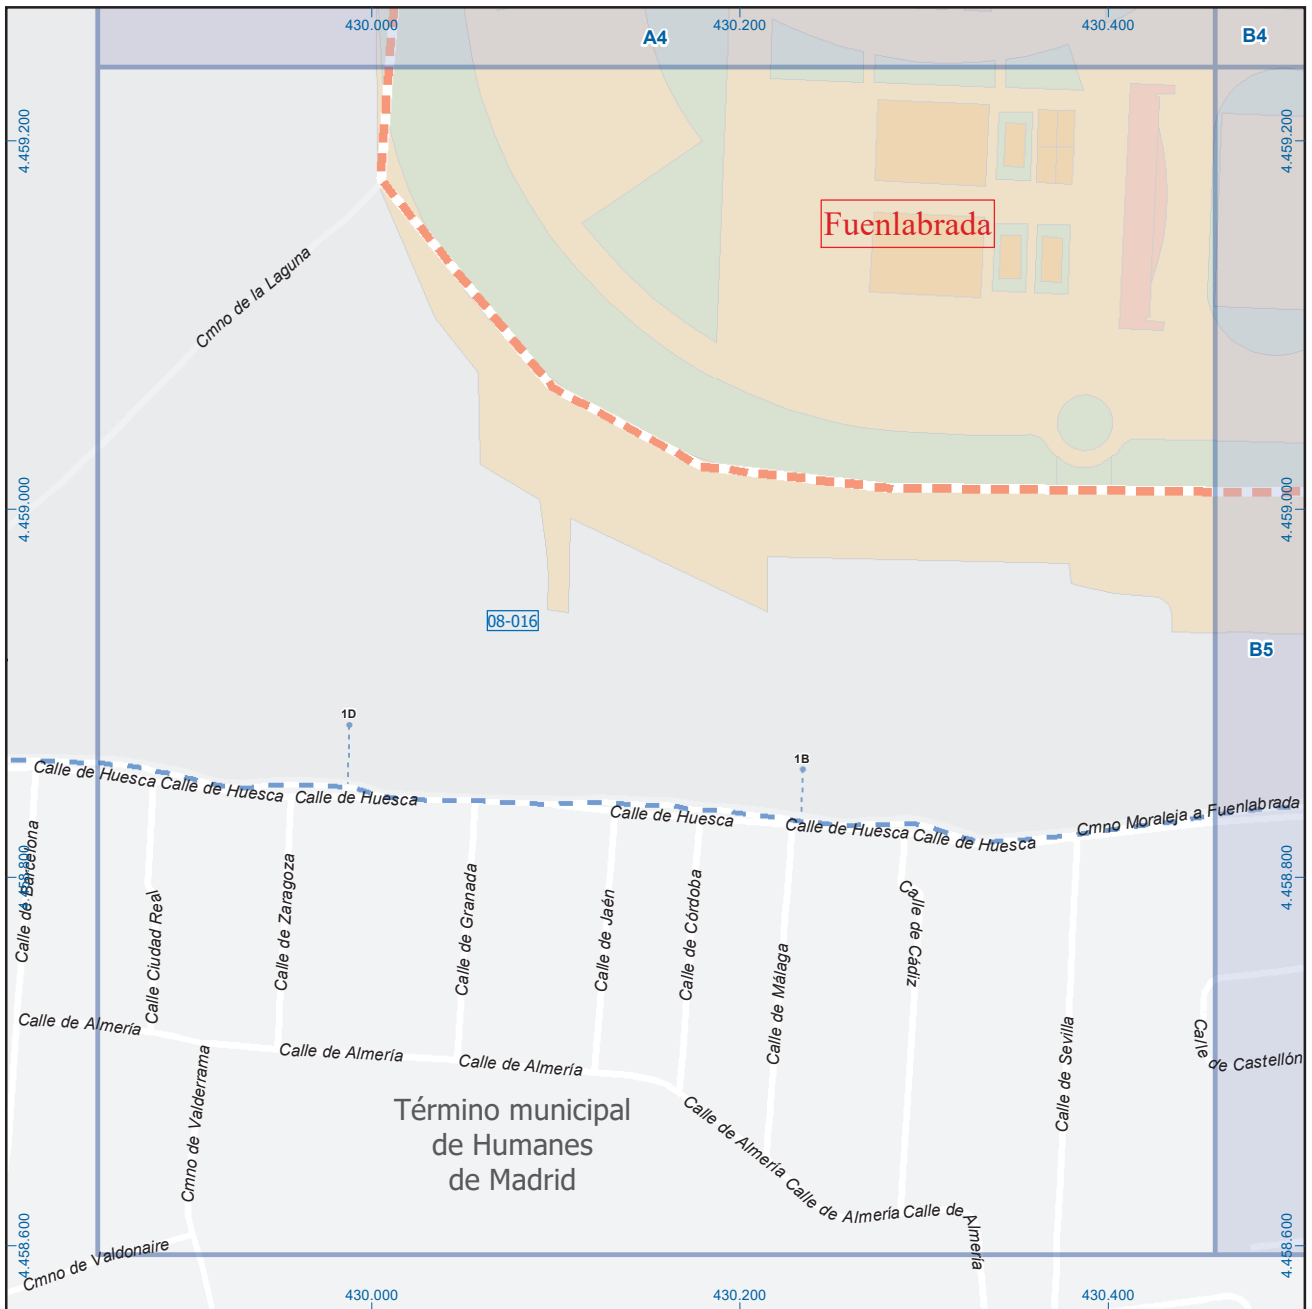 430.000
430.200
430.400
A4
B4
4.459.200
4.459.200
Fuenlabrada
Cmno de la Laguna
4.459.000
4.459.000
08-016
B5
1D
1B
Calle de Huesca
Calle de Huesca
Calle de Huesca
Calle de Huesca
Calle de Huesca
Calle de Huesca
Cmno Moraleja a Fuenlabrada
4.458.800
4.458.800
Calle de Barcelona
Calle Ciudad Real
Calle de Zaragoza
Calle de Granada
Calle de Jaén
Calle de Córdoba
Calle de Málaga
Calle de Cádiz
Calle de Sevilla
Calle de Castellón
Calle de Almería
Calle de Almería
Calle de Almería
Calle de Almería
Calle de Almería
Calle de Almería
Cmno de Valderrama
Término municipal
de Humanes
de Madrid
Cmno de Valdonaire
4.458.600
4.458.600
430.000
430.200
430.400